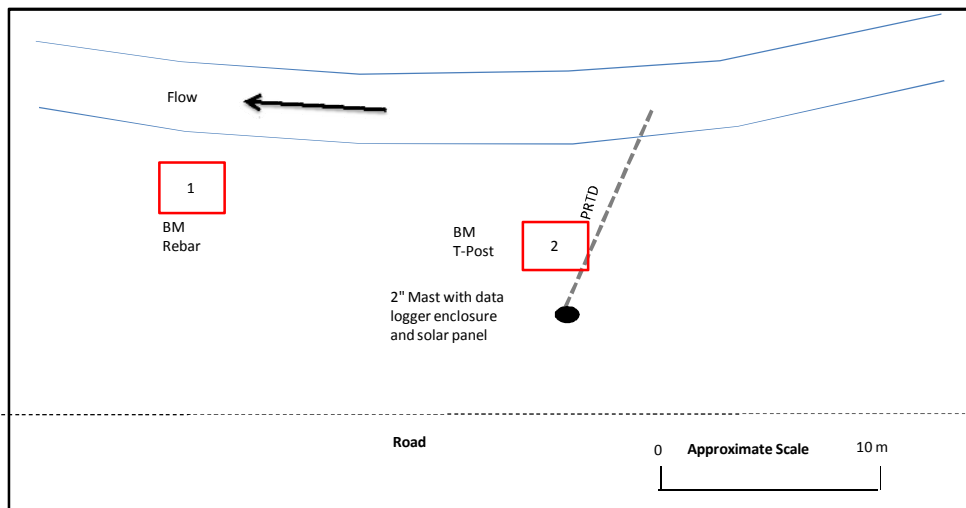 Flow
1
BM
Rebar
PRTD
BM
T-Post
2
2" Mast with data
logger enclosure
and solar panel
Road
0 Approximate Scale 10 m